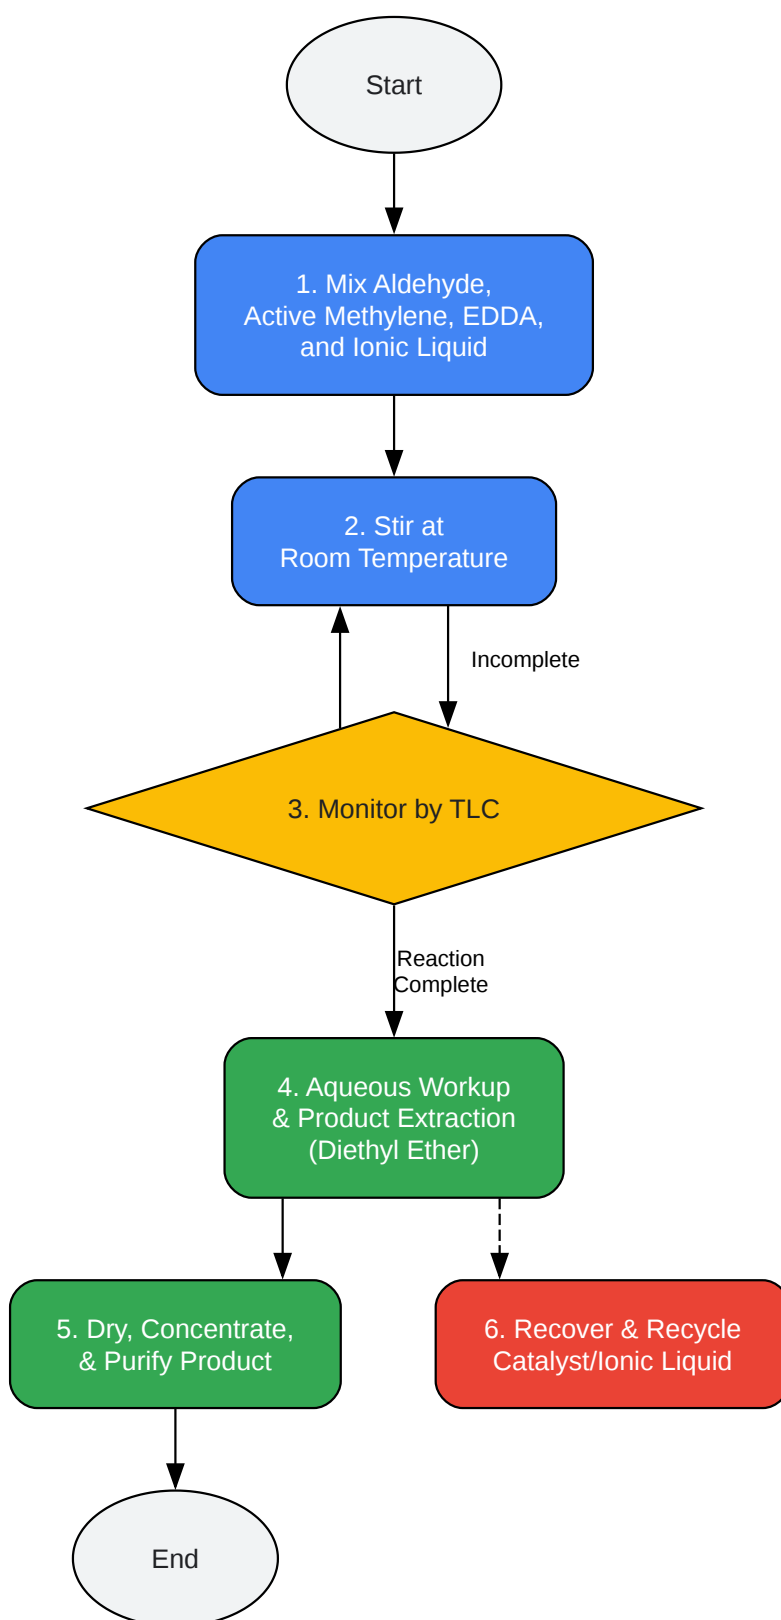 Start
1. Mix Aldehyde,
Active Methylene, EDDA,
and Ionic Liquid
2. Stir at
Room Temperature
Incomplete
3. Monitor by TLC
Reaction
Complete
4. Aqueous Workup
& Product Extraction
(Diethyl Ether)
5. Dry, Concentrate,
& Purify Product
6. Recover & Recycle
Catalyst/Ionic Liquid
End